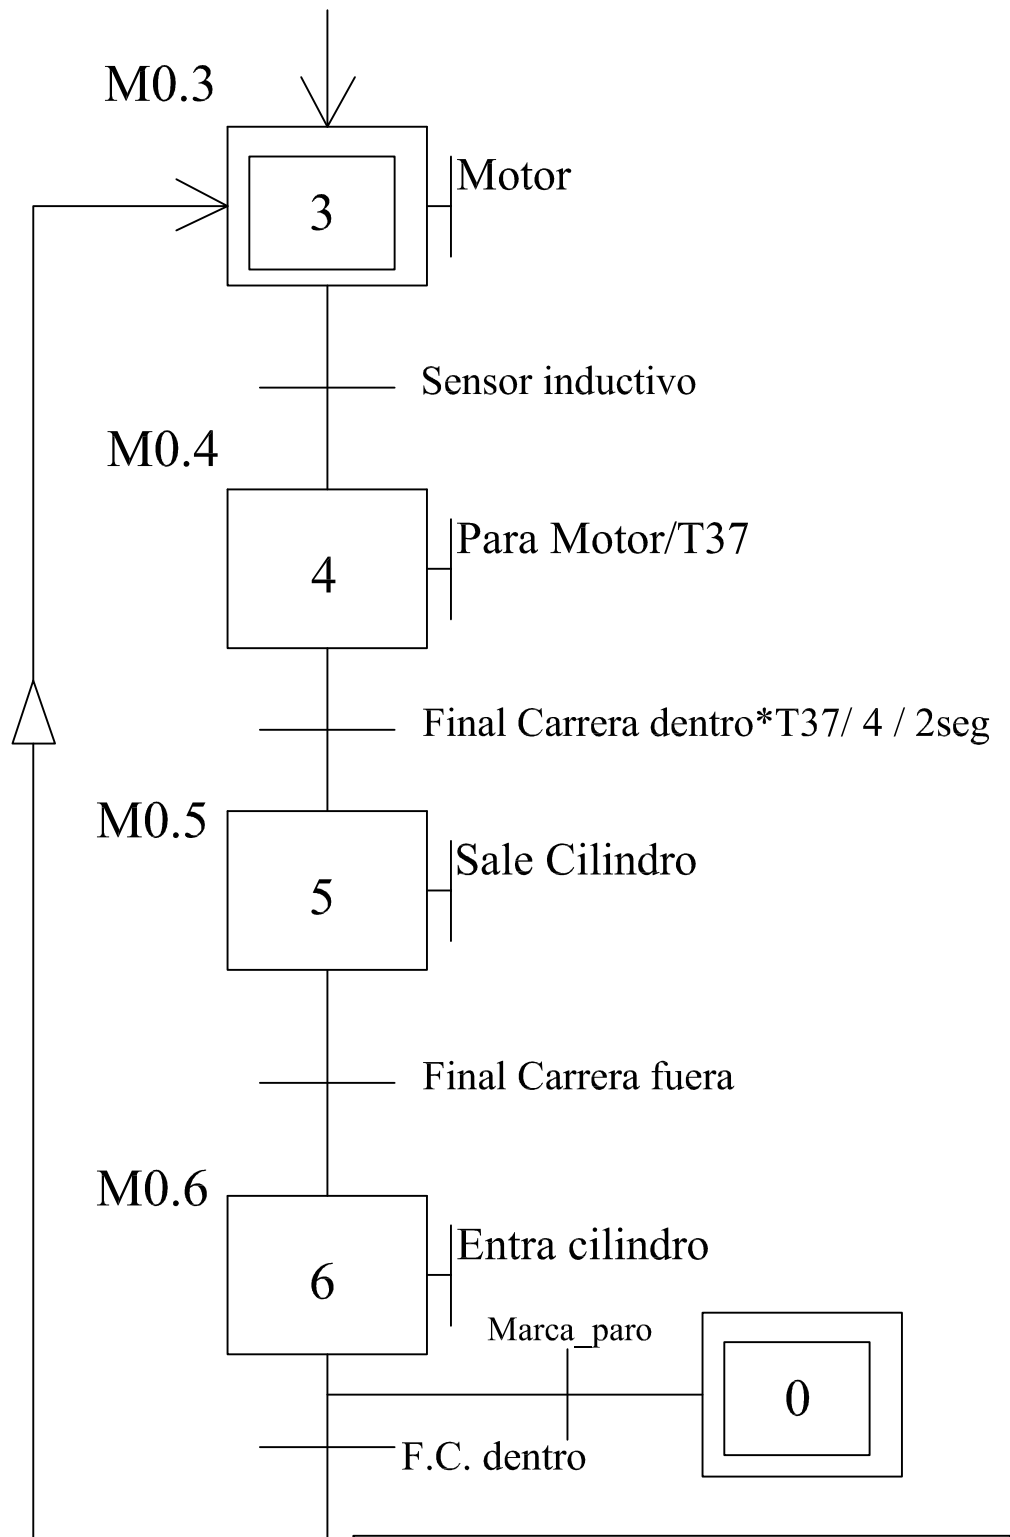 M0.3
Motor
3
Sensor inductivo
M0.4
Para Motor/T37
4
Final Carrera dentro*T37/ 4 / 2seg
M0.5
Sale Cilindro
5
Final Carrera fuera
M0.6
Entra cilindro
6
Marca_paro
0
F.C. dentro